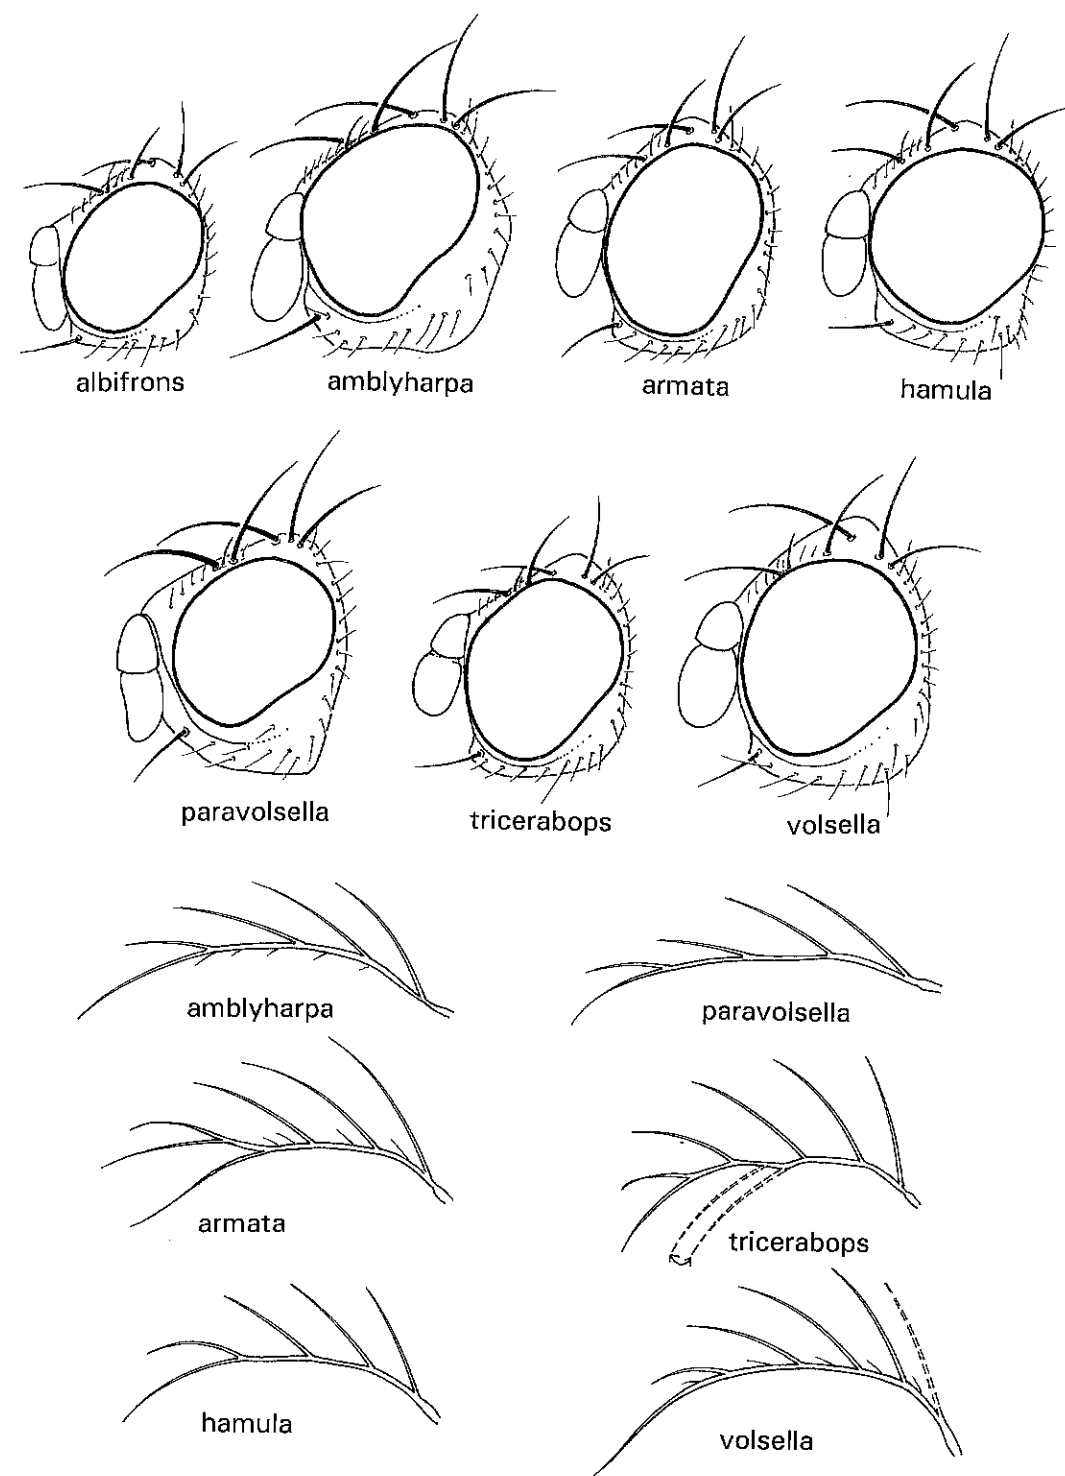 albifrons amblyharpa armata hamula
paravolsella tricerabops volsella
amblyharpa paravolsella
armata tricerabops
hamula volsella